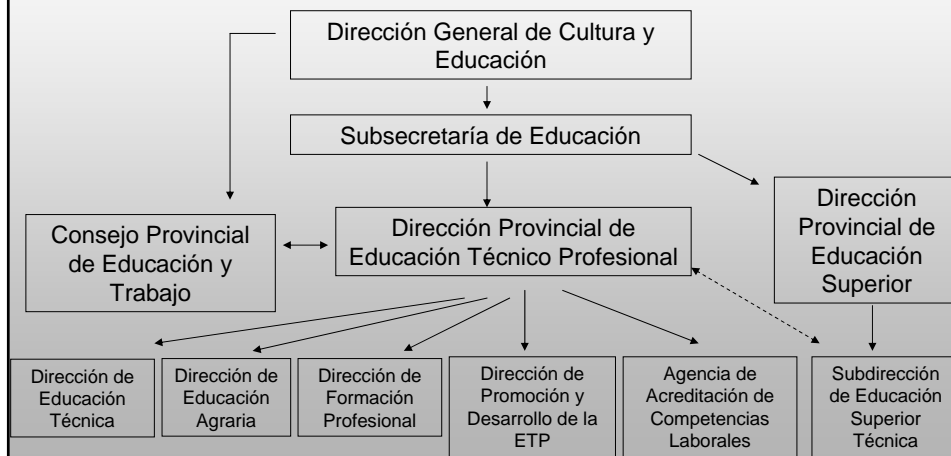 Dirección General de Cultura y
Educación
Subsecretaría de Educación
Consejo Provincial
de Educación y
Trabajo
Dirección Provincial de
Educación Técnico Profesional
Dirección
Provincial de
Educación
Superior
Dirección de
Educación
Técnica
Dirección de
Educación
Agraria
Dirección de
Formación
Profesional
Dirección de
Promoción y
Desarrollo de la
ETP
Agencia de
Acreditación de
Competencias
Laborales
Subdirección
de Educación
Superior
Técnica